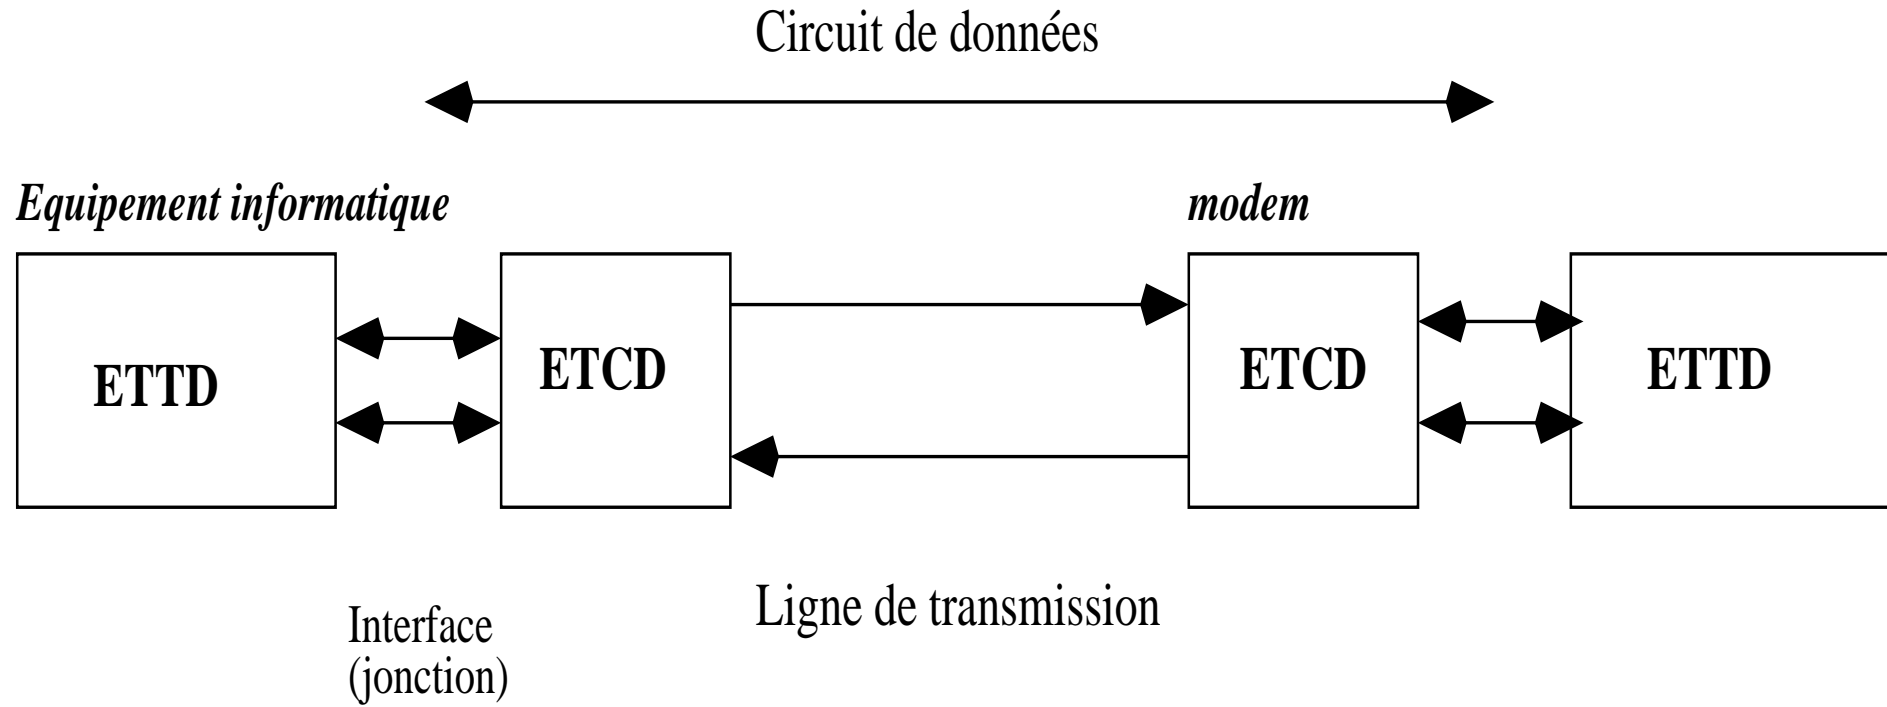 Circuit de données
Equipement informatique
modem
ETTD
ETCD
ETCD
ETTD
Ligne de transmission
Interface
(jonction)